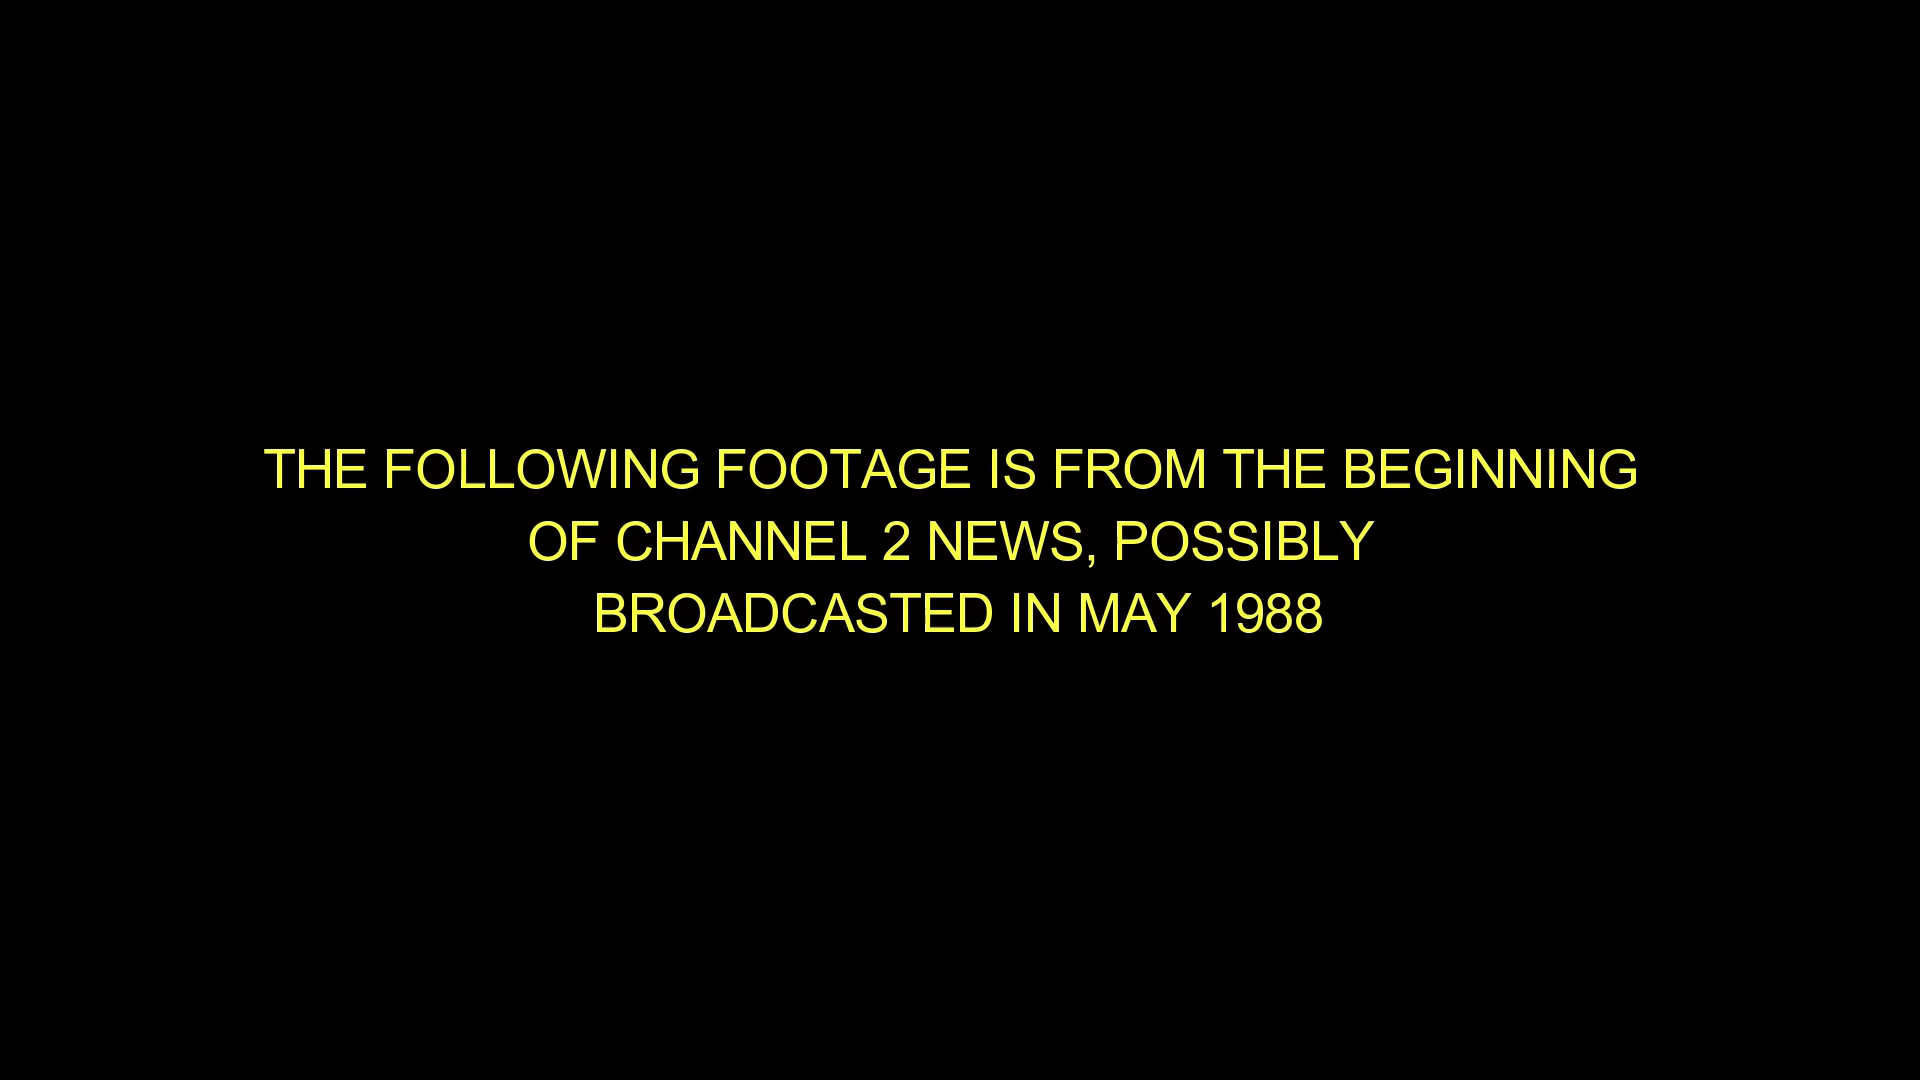 THE FOLLOWING FOOTAGE IS FROM THE BEGINNING
OF CHANNEL 2 NEWS, POSSIBLY
BROADCASTED IN MAY 1988